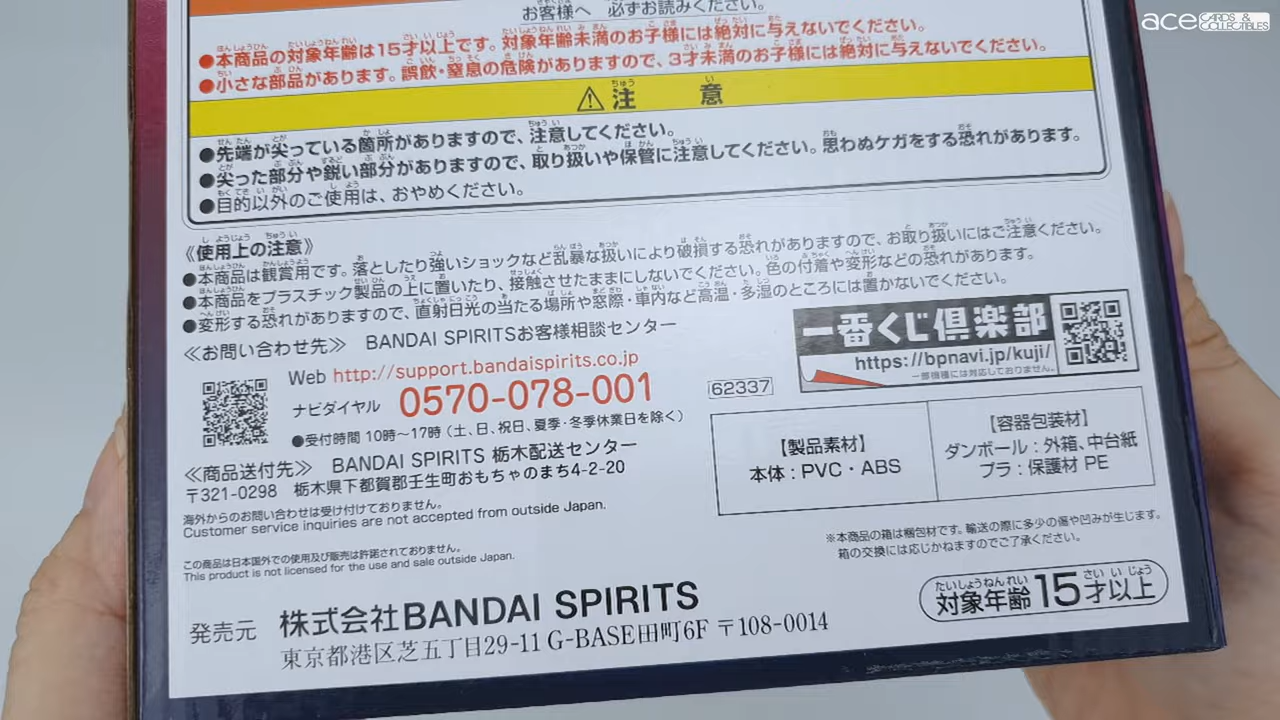 ace CARDS & COLLECTIBLES
お客様へ 必ずお読みください。
●本商品の対象年齢は15才以上です。対象年齢未満のお子様には絶対に与えないでください。
●小さな部品があります。誤飲・窒息の危険がありますので、3才未満のお子様には絶対に与えないでください。
⚠注 意
●先端が尖っている箇所がありますので、注意してください。
●尖った部分や鋭い部分がありますので、取り扱いや保管に注意してください。思わぬケガをする恐れがあります。
●目的以外のご使用は、おやめください。
《使用上の注意》
●本商品は観賞用です。落としたり強いショックなど乱暴な扱いにより破損する恐れがありますので、お取り扱いにはご注意ください。
●本商品をプラスチック製品の上に置いたり、接触させたままにしないでください。色の付着や変形などの恐れがあります。
●変形する恐れがありますので、直射日光の当たる場所や窓際・車内など高温・多湿のところには置かないでください。
≪お問い合わせ先≫ BANDAI SPIRITSお客様相談センター
Web http://support.bandaispirits.co.jp
ナビダイヤル 0570-078-001
●受付時間 10時〜17時(土、日、祝日、夏季・冬季休業日を除く)
≪商品送付先≫ BANDAI SPIRITS 栃木配送センター
〒321-0298 栃木県下都賀郡壬生町おもちゃのまち4-2-20
海外からのお問い合わせは受け付けておりません。
Customer service inquiries are not accepted from outside Japan.
この商品は日本国外での使用及び販売は許諾されておりません。
This product is not licensed for the use and sale outside Japan.
一番くじ倶楽部
https://bpnavi.jp/kuji/
一部機種には対応しておりません。
62337
【製品素材】
本体：PVC・ABS
【容器包装材】
ダンボール：外箱、中台紙
プラ：保護材 PE
※本商品の箱は梱包材です。輸送の際に多少の傷や凹みが生じます。
箱の交換には応じかねますのでご了承ください。
対象年齢15才以上
発売元 株式会社BANDAI SPIRITS
東京都港区芝五丁目29-11 G-BASE田町6F 〒108-0014